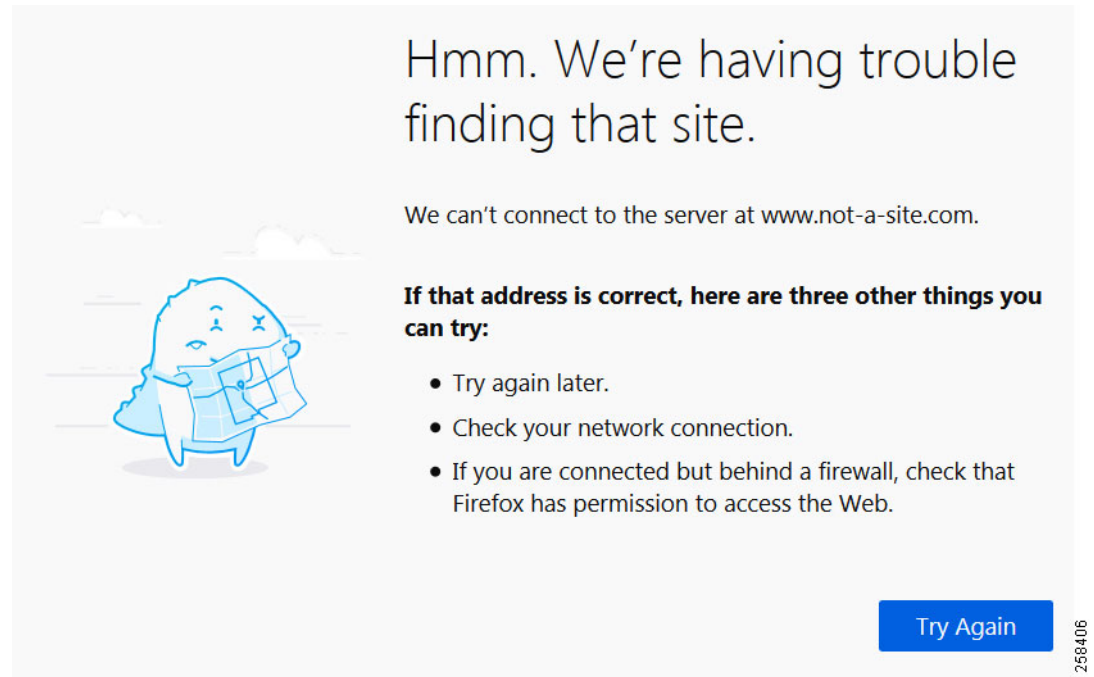 Hmm. We’re having trouble
finding that site.
We can’t connect to the server at www.not-a-site.com.
If that address is correct, here are three other things you
can try:
● Try again later.
● Check your network connection.
● If you are connected but behind a firewall, check that
Firefox has permission to access the Web.
Try Again
258406